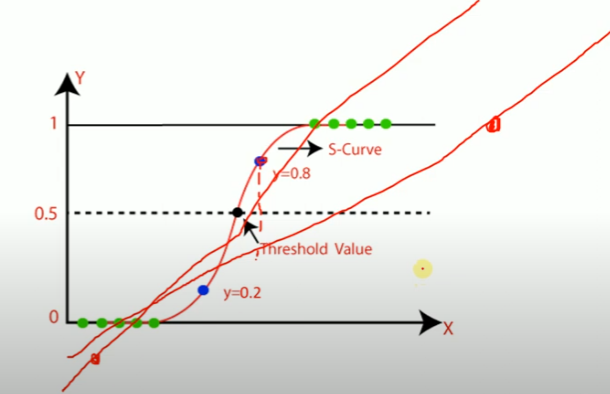 Y
1
S-Curve
y=0.8
0.5
Threshold Value
y=0.2
0
X